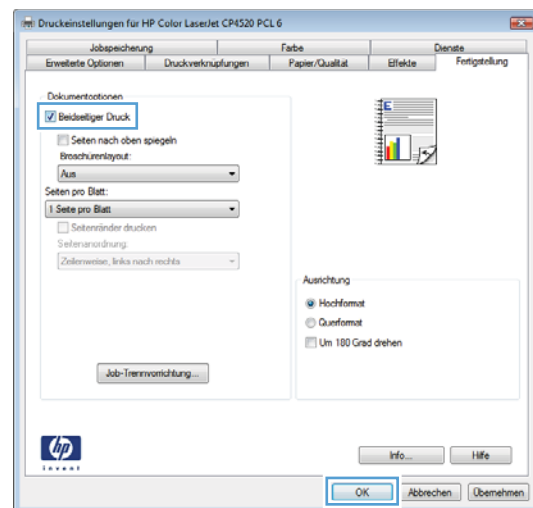 Druckeinstellungen für HP Color LaserJet CP4520 PCL 6
Jobspeicherung Farbe Dienste
Erweiterte Optionen Druckverknüpfungen Papier/Qualität Effekte Fertigstellung
Dokumentoptionen
Beidseitiger Druck
Seiten nach oben spiegeln
Broschürenlayout:
Aus
Seiten pro Blatt:
1 Seite pro Blatt
Seitenränder drucken
Seitenanordnung:
Zeilenweise, links nach rechts
E
Ausrichtung
Hochformat
Querformat
Um 180 Grad drehen
Job-Trennvorrichtung...
hp
invent
Info... Hilfe
OK Abbrechen Übernehmen